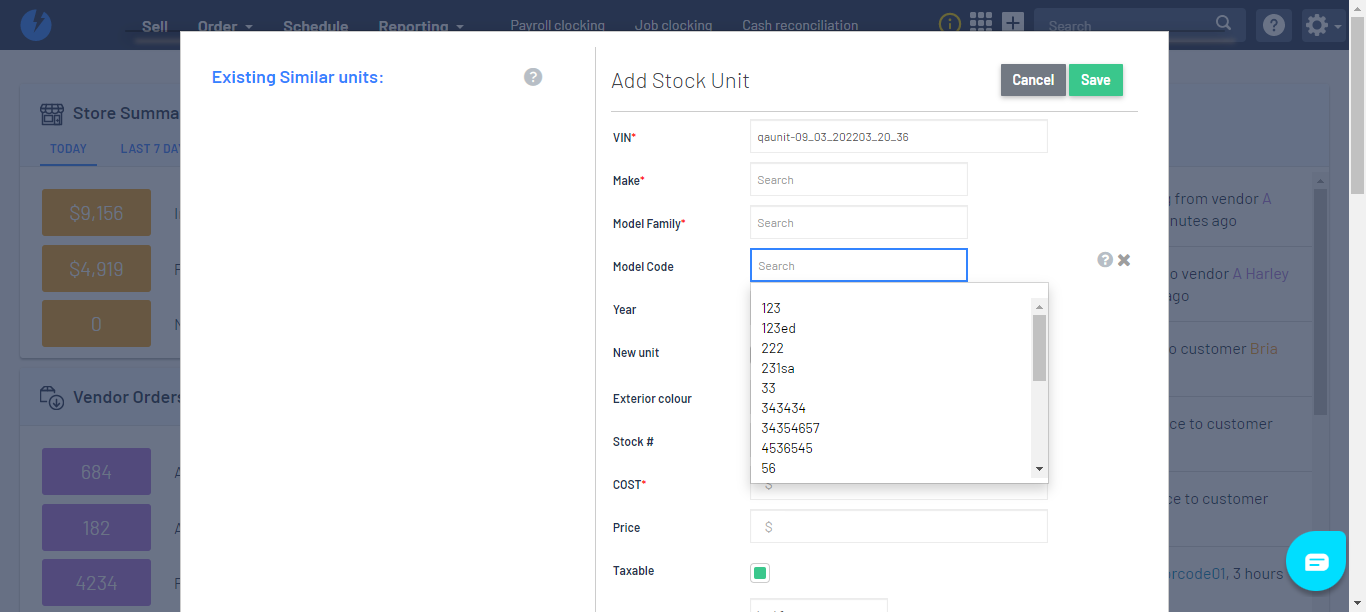 Sell Order Schedule Reporting Payroll clocking Job clocking Cash reconciliation Search
Existing Similar units:
Add Stock Unit
Cancel Save
Store Summa
TODAY LAST 7 DA
$9,156
$4,919
0
Vendor Orders
684
182
4234
VIN* qaunit-09_03_202203_20_36
Make* Search
Model Family* Search
Model Code Search
123
123ed
222
231sa
33
343434
34354657
4536545
56
Year
New unit
Exterior colour
Stock #
COST* $
Price $
Taxable
from vendor A
nutes ago
o vendor A Harley
ago
o customer Bria
ce to customer
ce to customer
orcode01, 3 hours